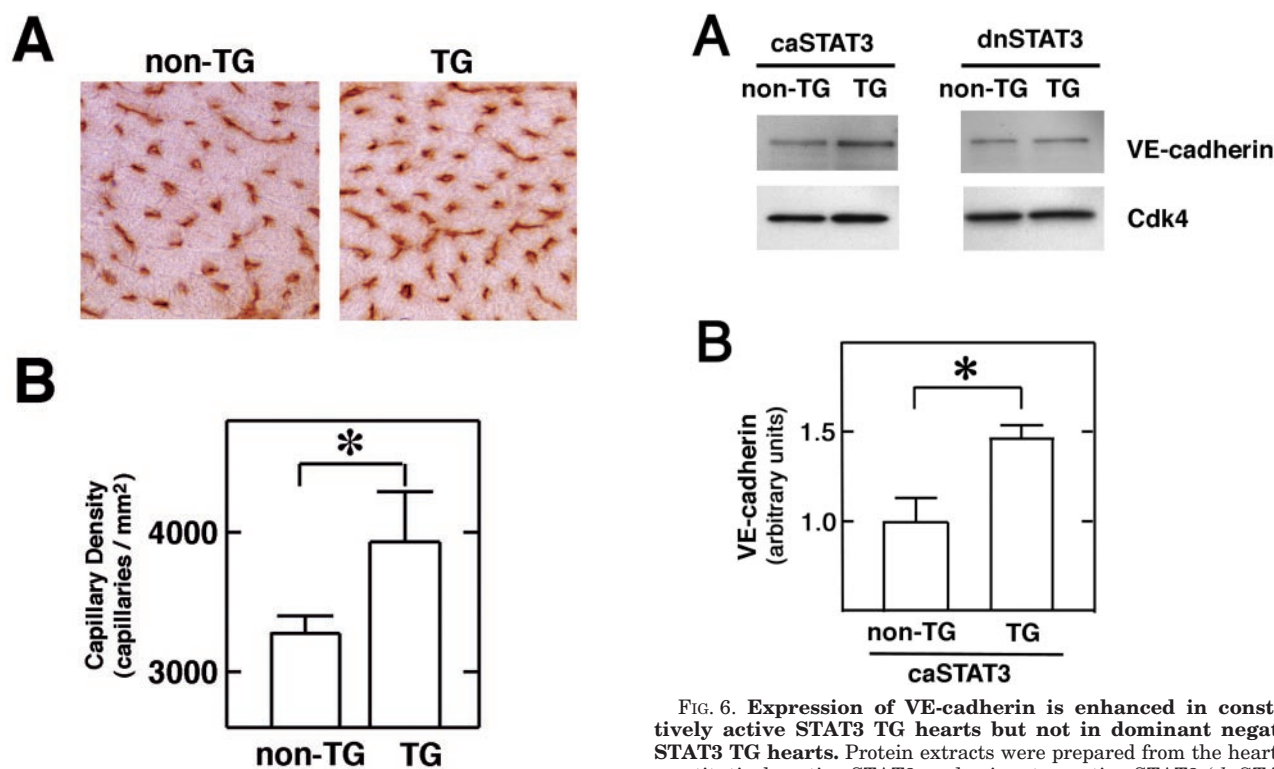 A
non-TG TG
B
*
Capillary Density
(capillaries / mm²)
4000
3000
non-TG TG
A
caSTAT3 dnSTAT3
non-TG TG non-TG TG
VE-cadherin
Cdk4
B
*
VE-cadherin
(arbitrary units)
1.5
1.0
non-TG TG
caSTAT3
FIG. 6. Expression of VE-cadherin is enhanced in const
tively active STAT3 TG hearts but not in dominant negat
STAT3 TG hearts. Protein extracts were prepared from the heart